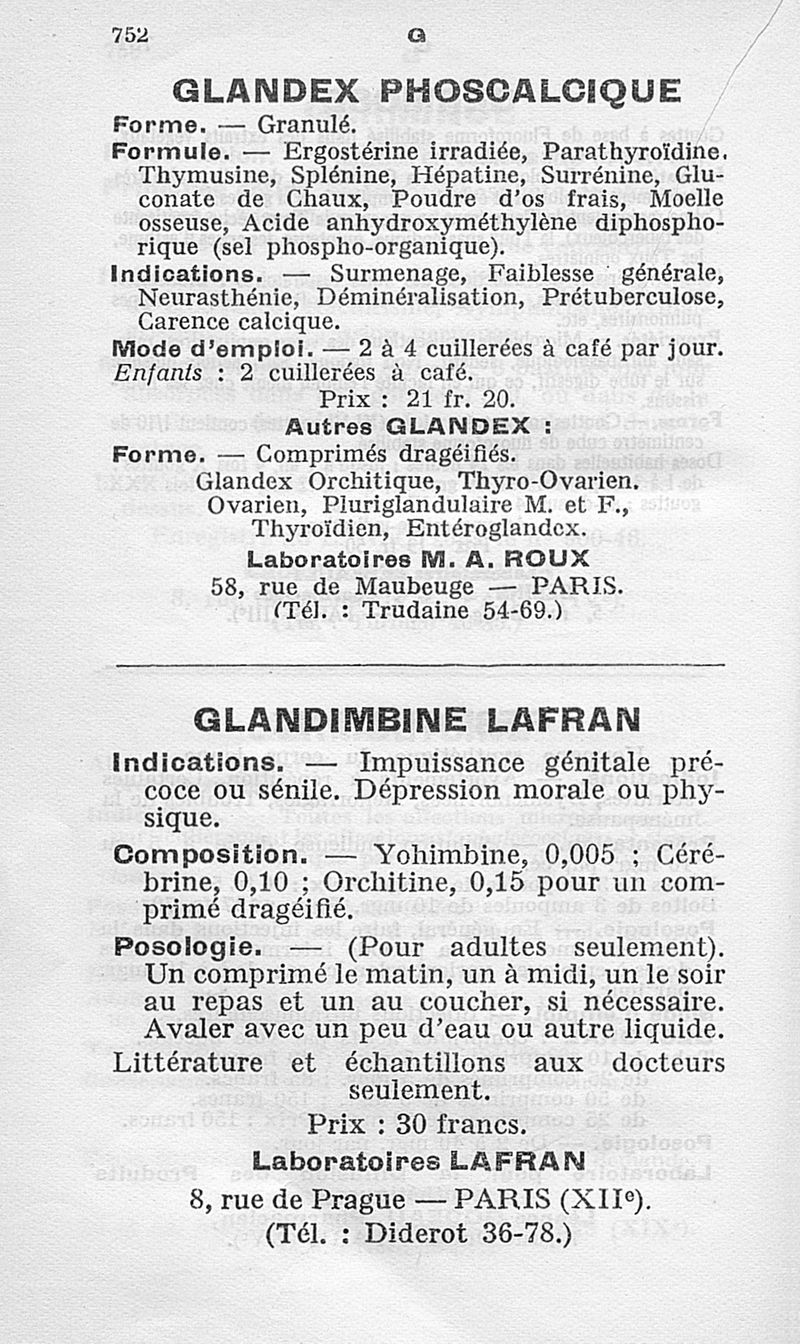 752
G
GLANDEX PHOSCALCIQUE
Forme. — Granulé.
Formule. — Ergostérine irradiée, Parathyroïdine,
Thymusine, Splénine, Hépatine, Surrénine, Glu-
conate de Chaux, Poudre d'os frais, Moelle
osseuse, Acide anhydroxyméthylène diphospho-
rique (sel phospho-organique).
Indications. — Surmenage, Faiblesse générale,
Neurasthénie, Déminéralisation, Prétuberculose,
Carence calcique.
Mode d'emploi. — 2 à 4 cuillerées à café par jour.
Enfants : 2 cuillerées à café.
Prix : 21 fr. 20.
Autres GLANDEX :
Forme. — Comprimés dragéifiés.
Glandex Orchitique, Thyro-Ovarien.
Ovarien, Pluriglandulaire M. et F.,
Thyroïdien, Entéroglandex.
Laboratoires M. A. ROUX
58, rue de Maubeuge — PARIS.
(Tél. : Trudaine 54-69.)
GLANDIMBINE LAFRAN
Indications. — Impuissance génitale pré-
coce ou sénile. Dépression morale ou phy-
sique.
Composition. — Yohimbine, 0,005 ; Céré-
brine, 0,10 ; Orchitine, 0,15 pour un com-
primé dragéifié.
Posologie. — (Pour adultes seulement).
Un comprimé le matin, un à midi, un le soir
au repas et un au coucher, si nécessaire.
Avaler avec un peu d'eau ou autre liquide.
Littérature et échantillons aux docteurs
seulement.
Prix : 30 francs.
Laboratoires LAFRAN
8, rue de Prague — PARIS (XIIe).
(Tél. : Diderot 36-78.)